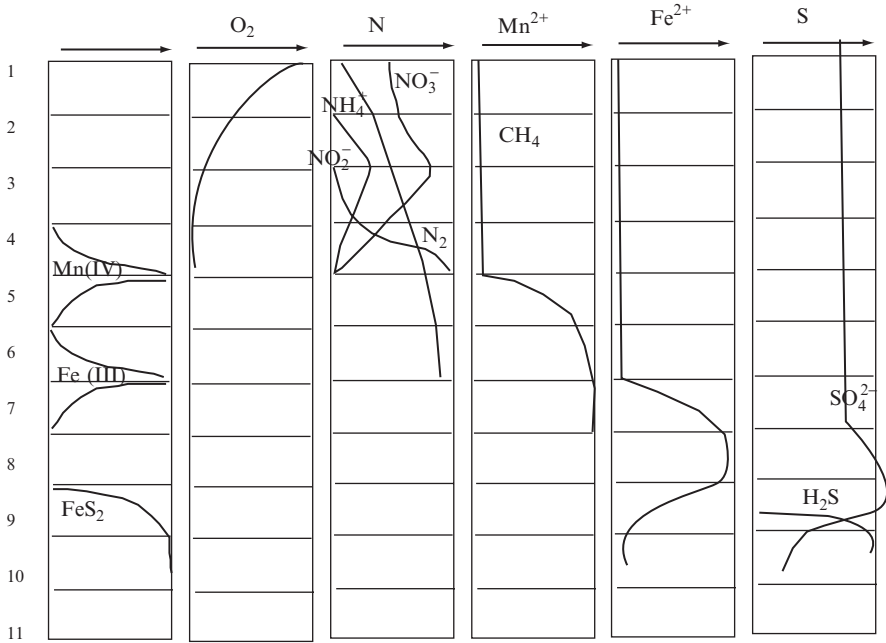 O₂ N Mn²⁺ Fe²⁺ S
1
NO₃⁻
NH₄⁺
2
CH₄
NO₂⁻
3
4 N₂
Mn(IV)
5
6
Fe (III)
SO₄²⁻
7
8
H₂S
FeS₂
9
10
11